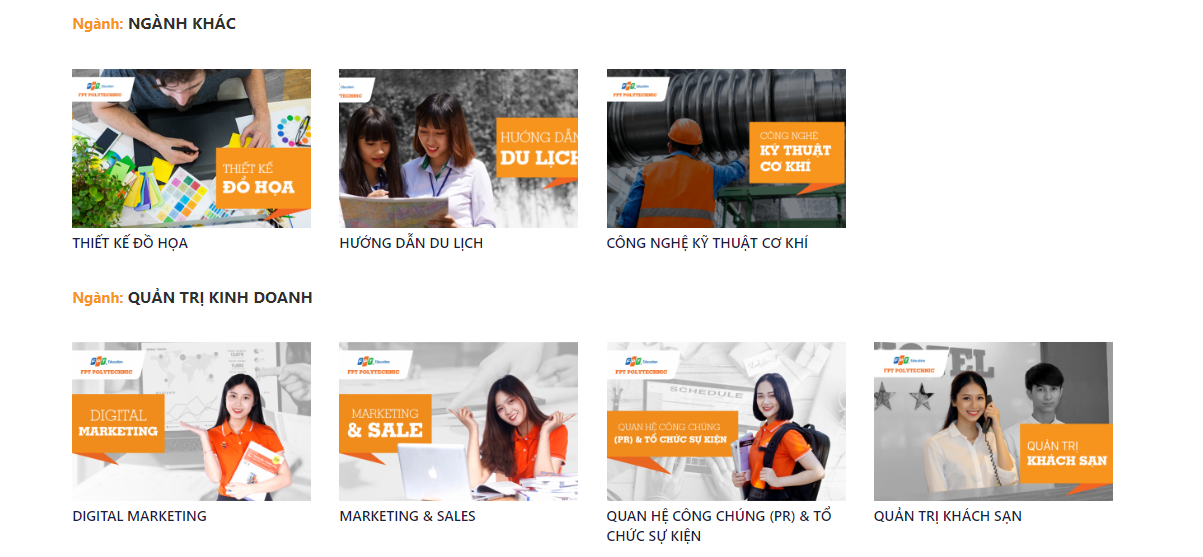 Ngành: NGÀNH KHÁC
FPT Education
FPT POLYTECHNIC
THIẾT KẾ
ĐỒ HỌA
Education
TECHNIC
HƯỚNG DẪN
DU LỊCH
FPT Education
FPT POLYTECHNIC
CÔNG NGHỆ
KỸ THUẬT
CƠ KHÍ
THIẾT KẾ ĐỒ HỌA
HƯỚNG DẪN DU LỊCH
CÔNG NGHỆ KỸ THUẬT CƠ KHÍ
Ngành: QUẢN TRỊ KINH DOANH
FPT Education
FPT POLYTECHNIC
DIGITAL
MARKETING
FPT Education
FPT POLYTECHNIC
MARKETING
& SALE
FPT Education
FPT POLYTECHNIC
SCHEDULE
QUAN HỆ CÔNG CHÚNG
(PR) & TỔ CHỨC SỰ KIỆN
FPT Education
FPT POLYTECHNIC
HOTEL
QUẢN TRỊ
KHÁCH SẠN
DIGITAL MARKETING
MARKETING & SALES
QUAN HỆ CÔNG CHÚNG (PR) & TỔ
CHỨC SỰ KIỆN
QUẢN TRỊ KHÁCH SẠN